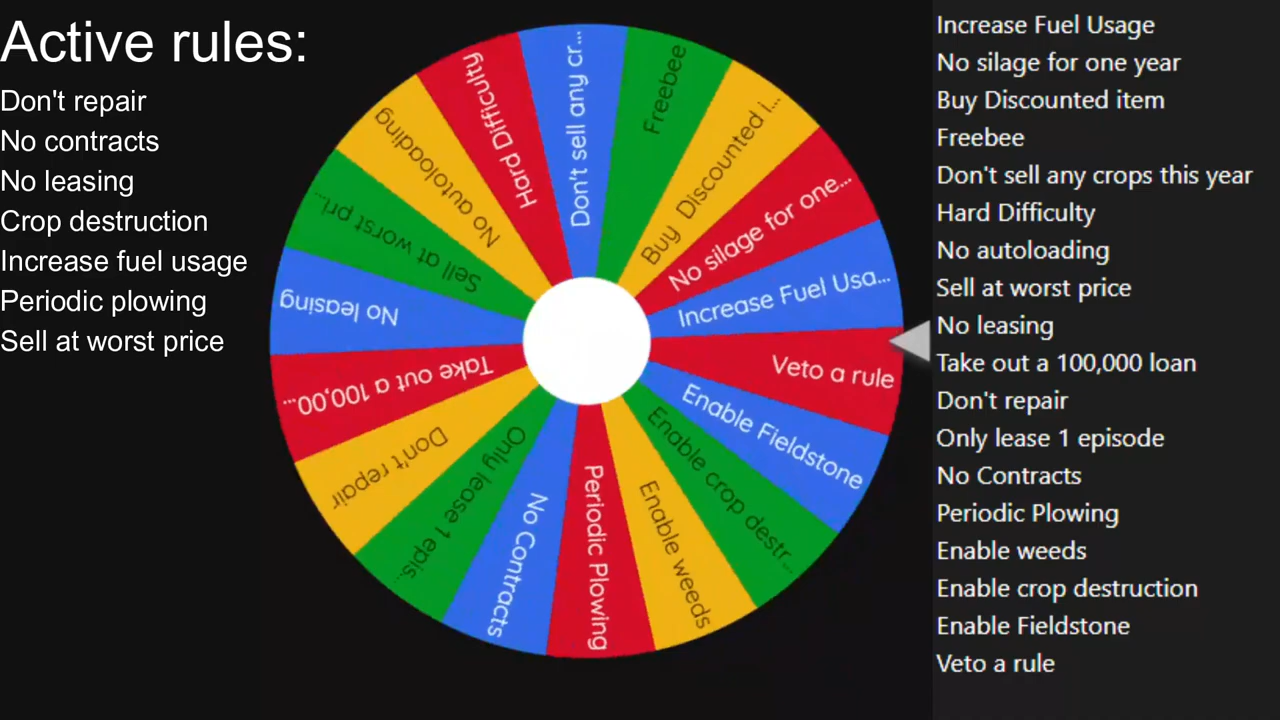 Active rules:
Don't repair
No contracts
No leasing
Crop destruction
Increase fuel usage
Periodic plowing
Sell at worst price
Hard Difficulty
Don't sell any cr...
Freebee
Buy Discounted I...
No silage for one...
Increase Fuel Usa...
Veto a rule
Enable Fieldstone
Enable crop destr...
Enable weeds
Periodic Plowing
No Contracts
Only lease 1 epis...
Don't repair
Take out a 100,00...
No leasing
Sell at worst pri...
No autoloading
Increase Fuel Usage
No silage for one year
Buy Discounted item
Freebee
Don't sell any crops this year
Hard Difficulty
No autoloading
Sell at worst price
No leasing
Take out a 100,000 loan
Don't repair
Only lease 1 episode
No Contracts
Periodic Plowing
Enable weeds
Enable crop destruction
Enable Fieldstone
Veto a rule